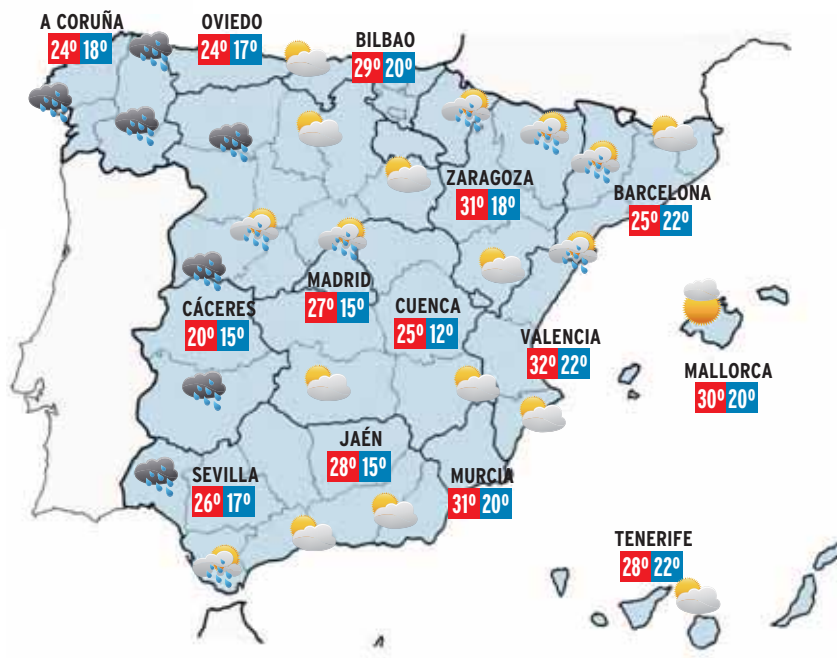 A CORUÑA
24º 18º
OVIEDO
24º 17º
BILBAO
29º 20º
ZARAGOZA
31º 18º
BARCELONA
25º 22º
MADRID
27º 15º
CÁCERES
20º 15º
CUENCA
25º 12º
VALENCIA
32º 22º
MALLORCA
30º 20º
JAÉN
28º 15º
SEVILLA
26º 17º
MURCIA
31º 20º
TENERIFE
28º 22º